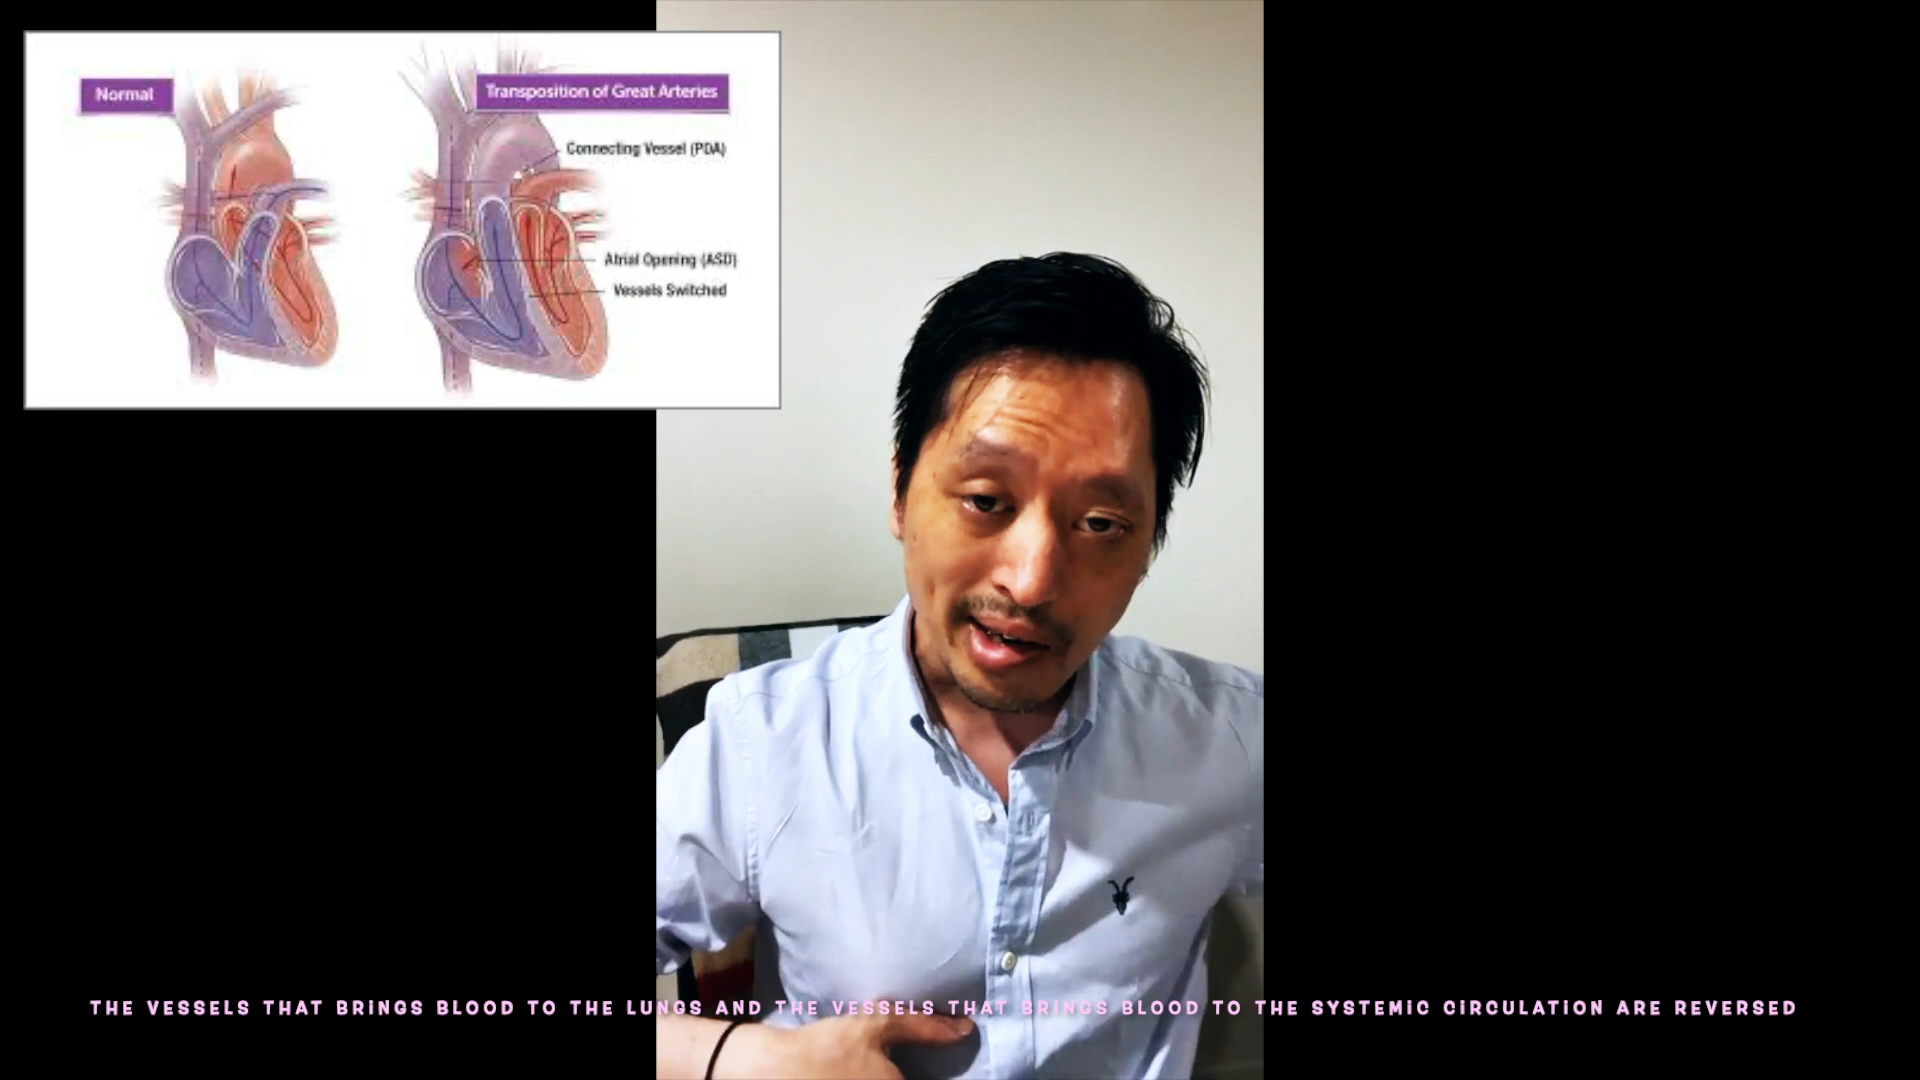 Normal
Transposition of Great Arteries
Connecting Vessel (PDA)
Atrial Opening (ASD)
Vessels Switched
THE VESSELS THAT BRINGS BLOOD TO THE LUNGS AND THE VESSELS THAT BRINGS BLOOD TO THE SYSTEMIC CIRCULATION ARE REVERSED